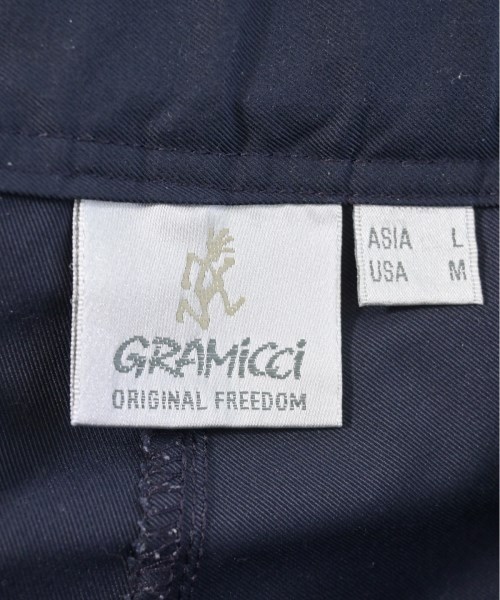 GRAMiCCi
ORIGINAL FREEDOM
ASIA L
USA M